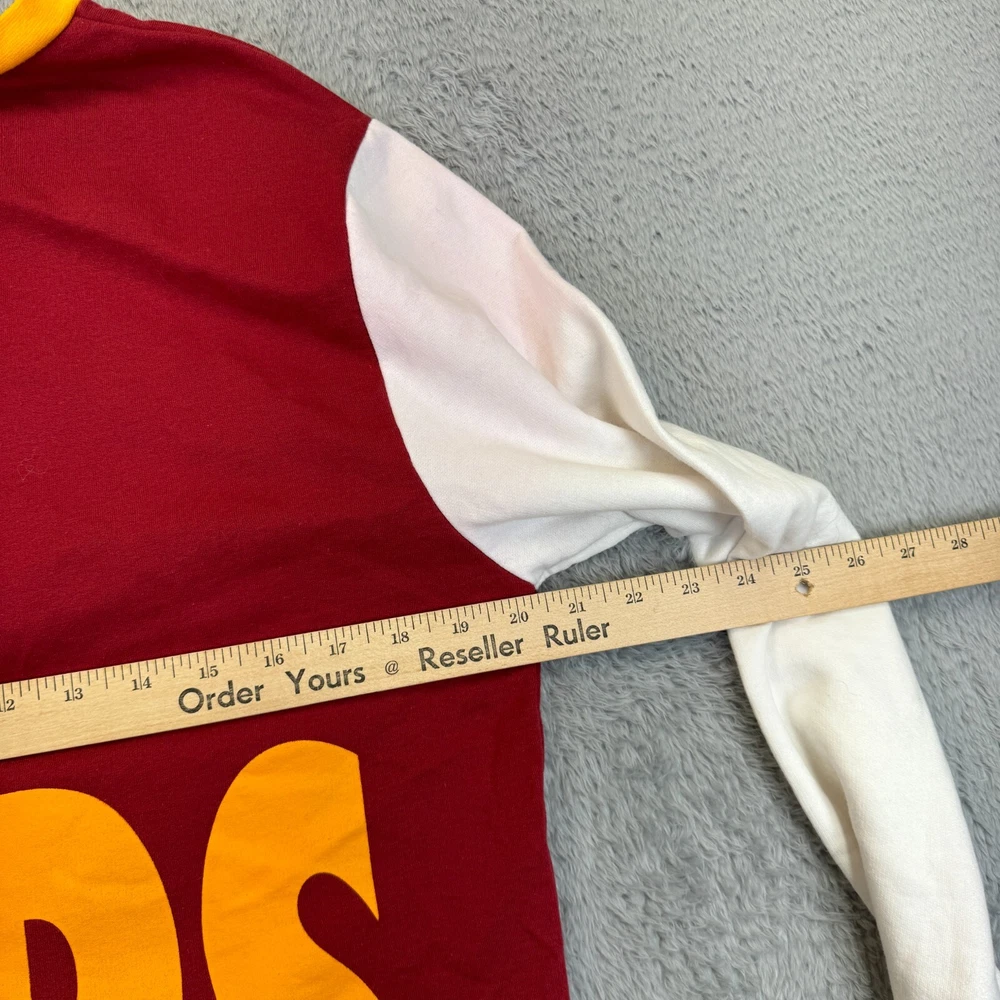 12 13 14 15 16 17 18 19 20 21 22 23 24 25 26 27 28
Order Yours @ Reseller Ruler
RS